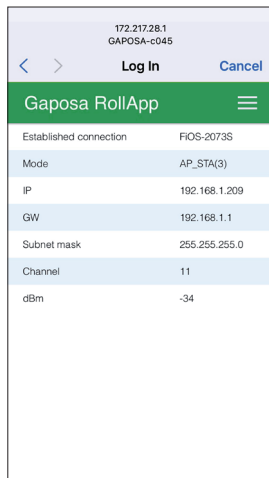 172.217.28.1
GAPOSA-c045
Log In Cancel
Gaposa RollApp
Established connection FiOS-2073S
Mode AP_STA(3)
IP 192.168.1.209
GW 192.168.1.1
Subnet mask 255.255.255.0
Channel 11
dBm -34